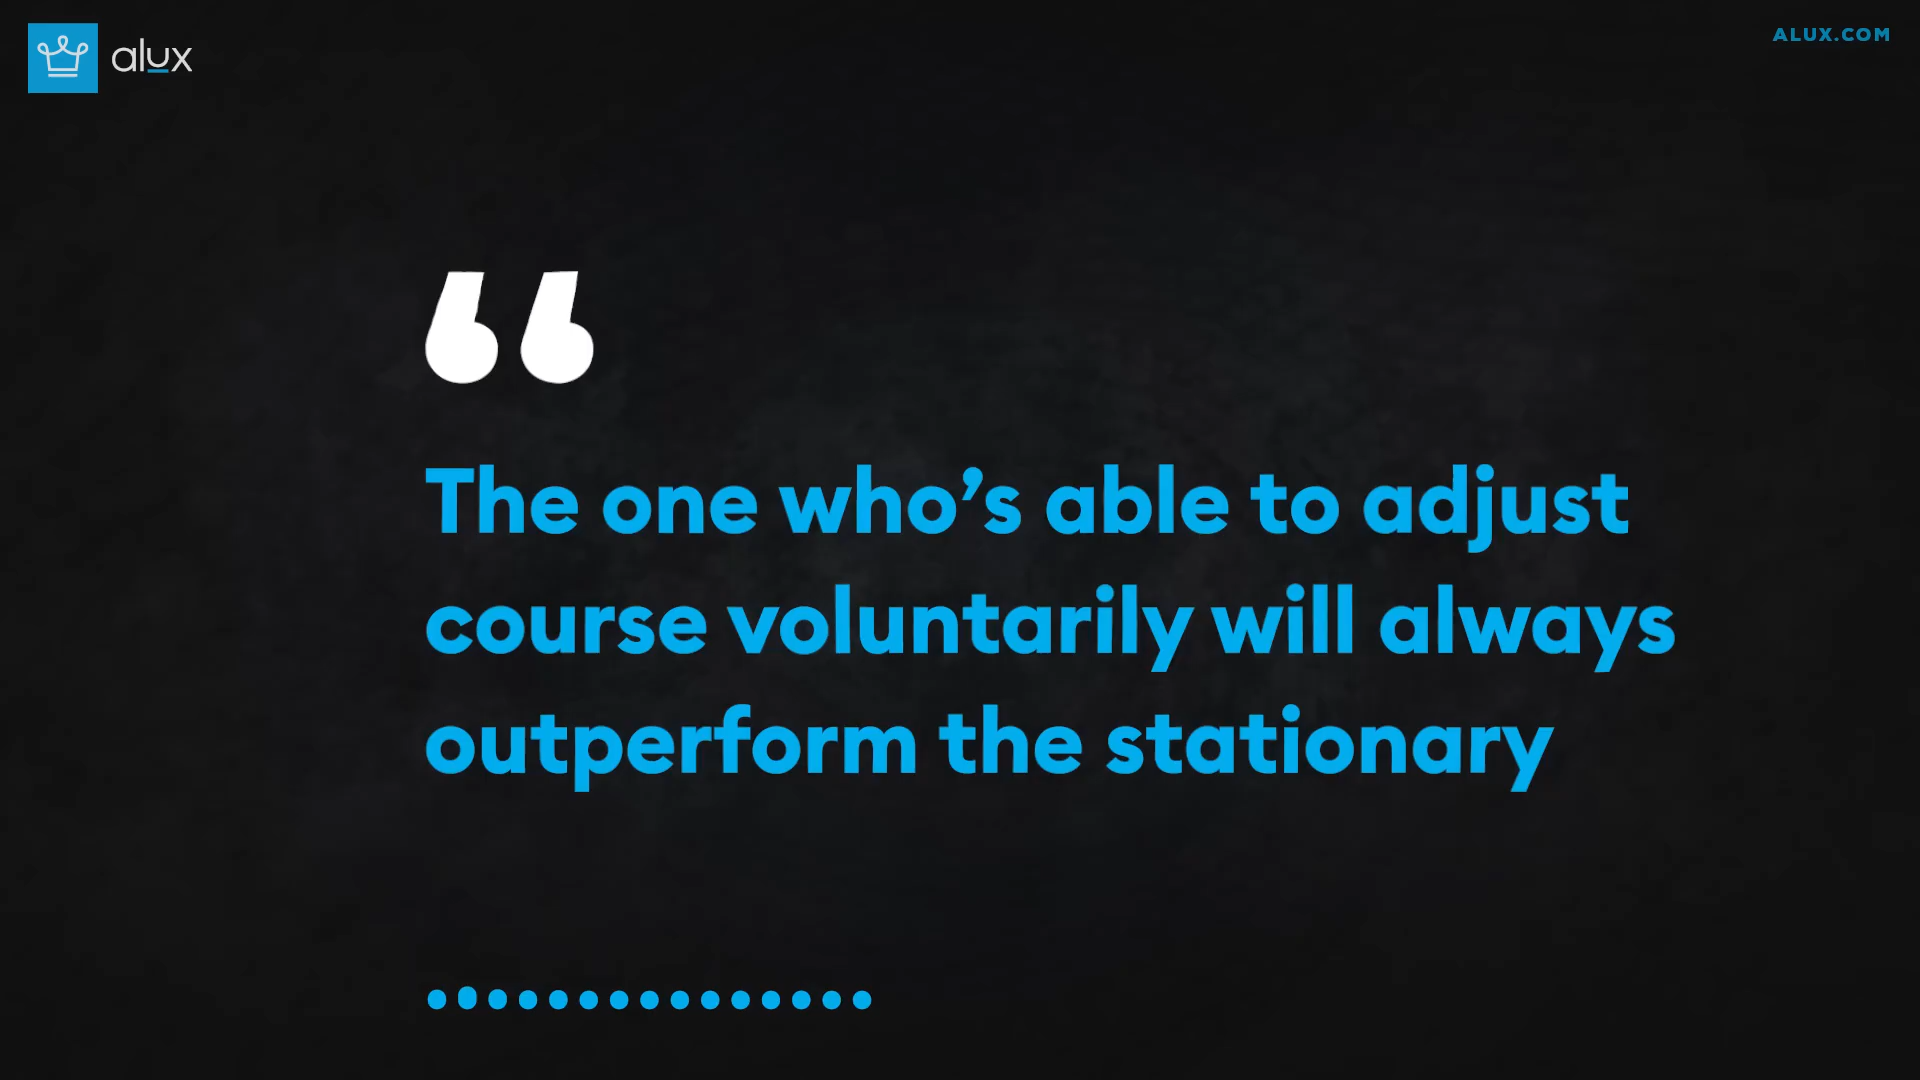 alux
ALUX.COM
“
The one who’s able to adjust
course voluntarily will always
outperform the stationary